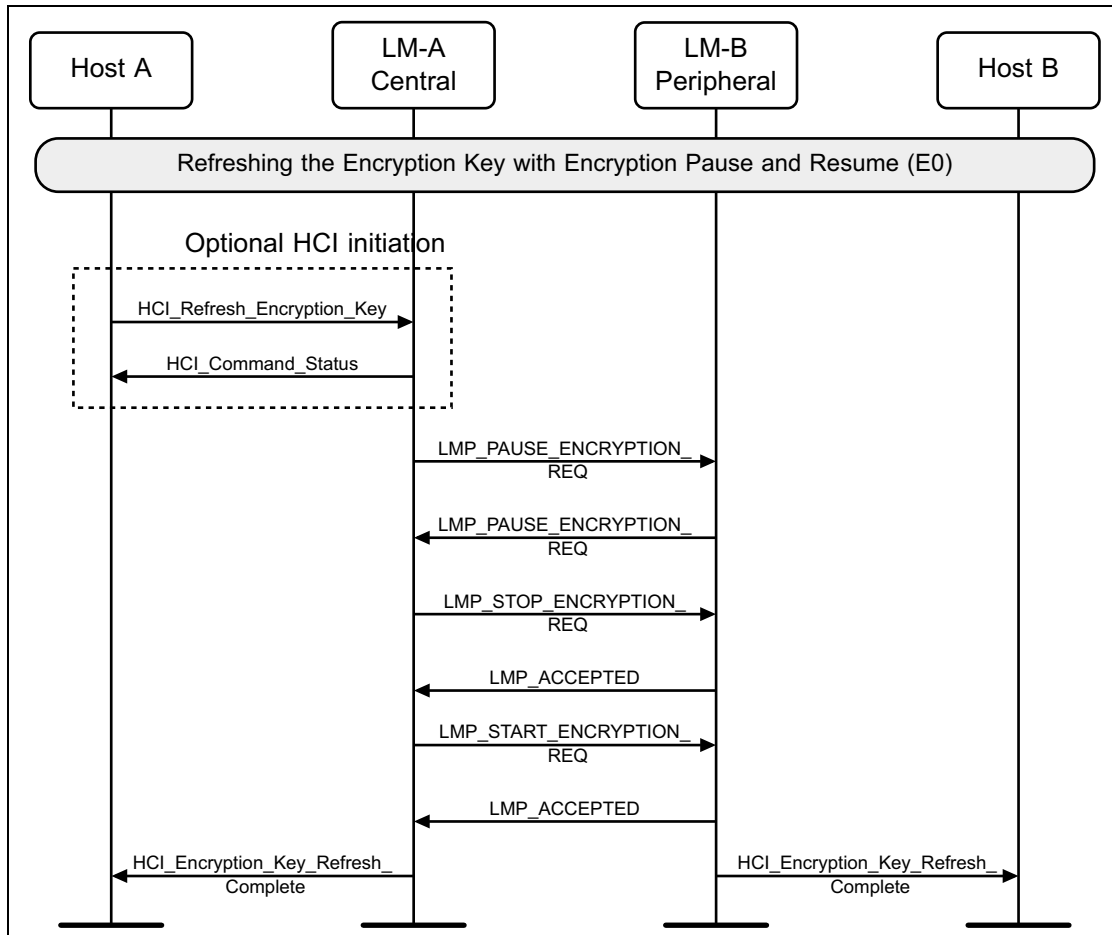 Host A
LM-A
Central
LM-B
Peripheral
Host B
Refreshing the Encryption Key with Encryption Pause and Resume (E0)
Optional HCI initiation
HCI_Refresh_Encryption_Key
HCI_Command_Status
LMP_PAUSE_ENCRYPTION_
REQ
LMP_PAUSE_ENCRYPTION_
REQ
LMP_STOP_ENCRYPTION_
REQ
LMP_ACCEPTED
LMP_START_ENCRYPTION_
REQ
LMP_ACCEPTED
HCI_Encryption_Key_Refresh_
Complete
HCI_Encryption_Key_Refresh_
Complete